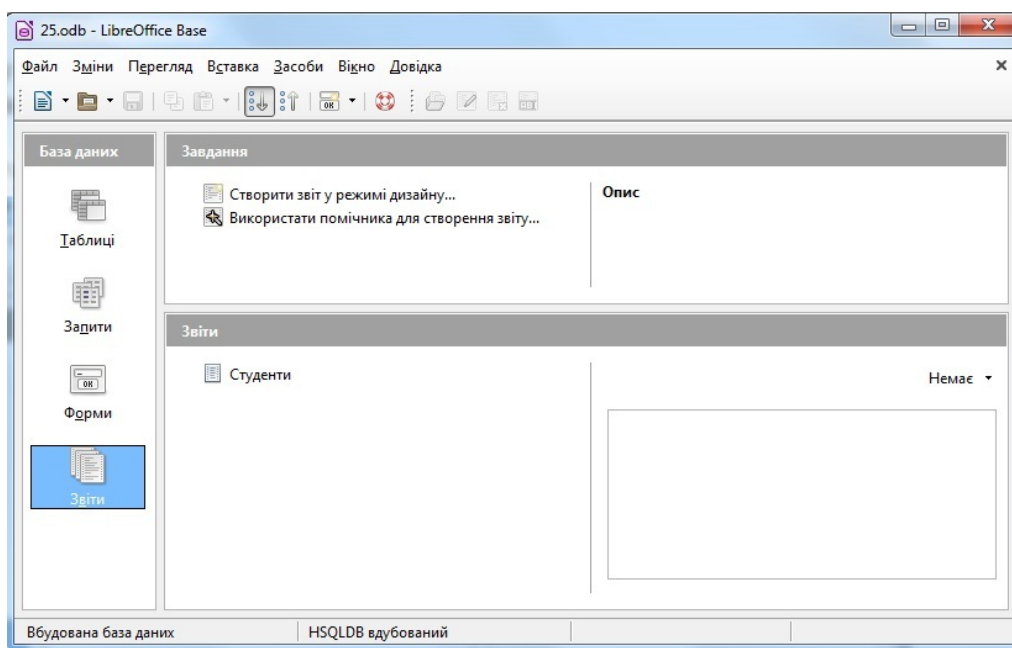 25.odb - LibreOffice Base
Файл Зміни Перегляд Вставка Засоби Вікно Довідка
База даних
Таблиці
Запити
Форми
Звіти
Завдання
Створити звіт у режимі дизайну...
Використати помічника для створення звіту...
Опис
Звіти
Студенти
Немає
Вбудована база даних
HSQLDB вдубований